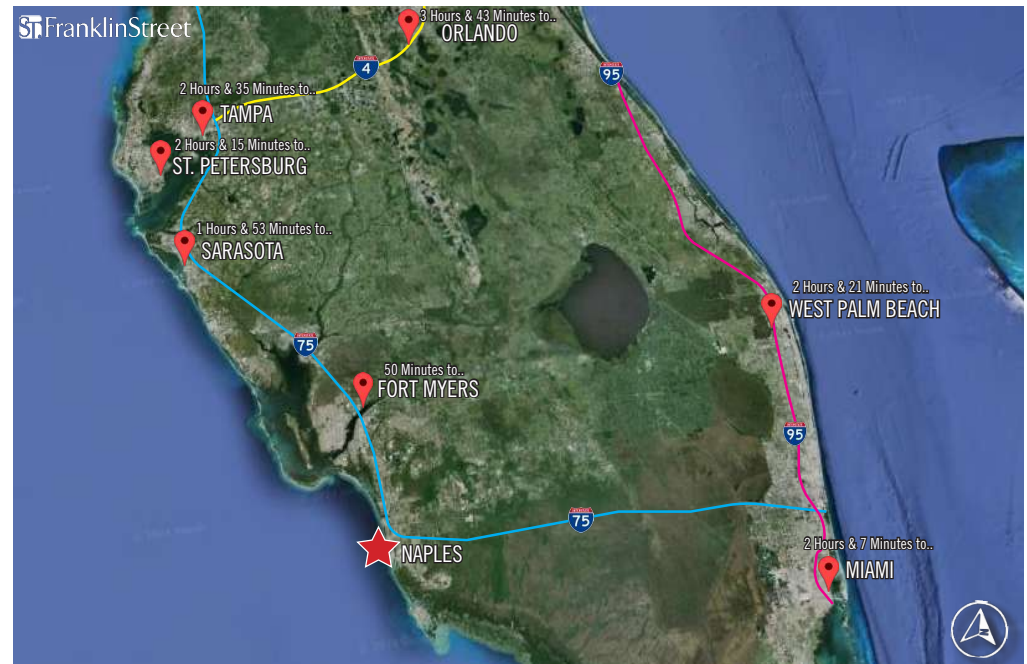 ST FranklinStreet
3 Hours & 43 Minutes to..
ORLANDO
4
95
2 Hours & 35 Minutes to..
TAMPA
2 Hours & 15 Minutes to..
ST. PETERSBURG
1 Hours & 53 Minutes to..
SARASOTA
2 Hours & 21 Minutes to..
WEST PALM BEACH
75
50 Minutes to..
FORT MYERS
95
75
2 Hours & 7 Minutes to..
NAPLES
MIAMI
N